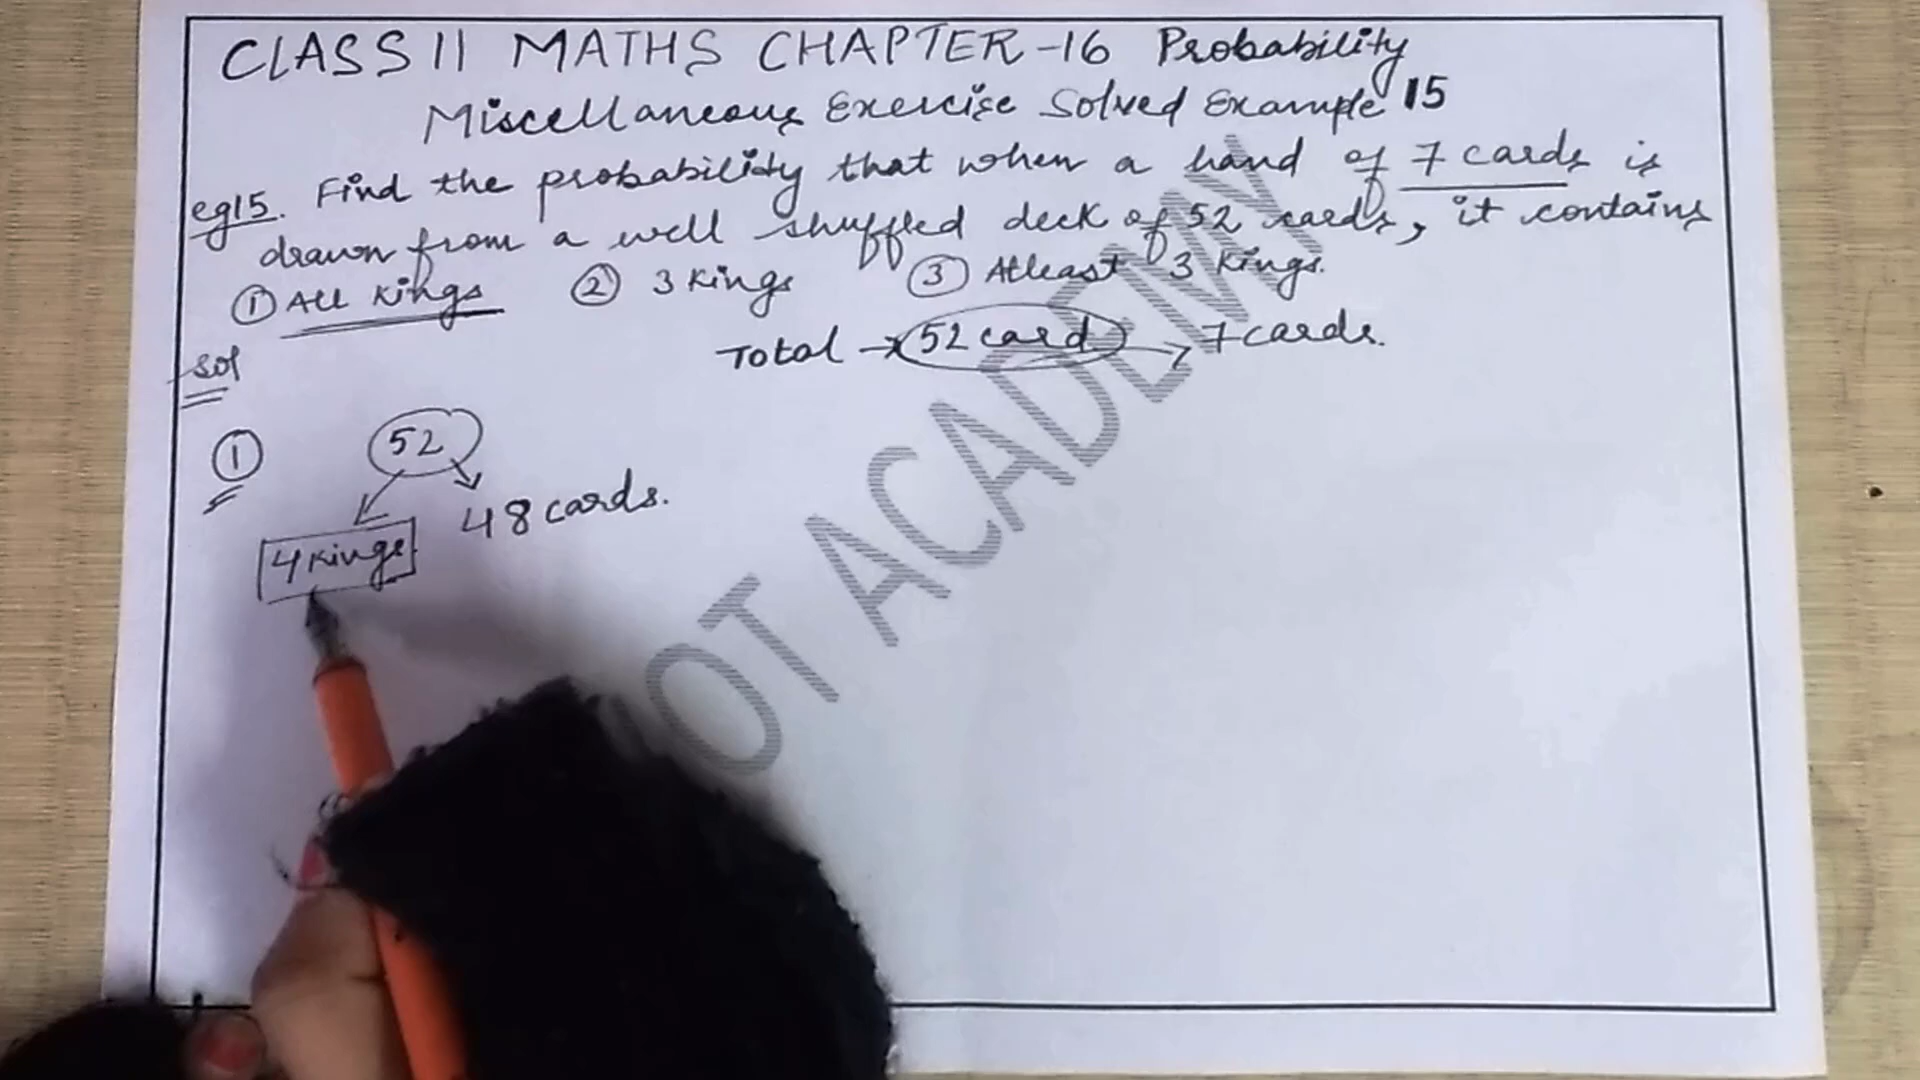 CLASS 11 MATHS CHAPTER -16 Probability
Miscellaneous Exercise Solved Example 15
eg15. Find the probability that when a hand of 7 cards is
drawn from a well shuffled deck of 52 cards, it contains
① All Kings ② 3 Kings ③ Atleast 3 Kings.
Total → 52 card → 7 cards.
Sol
① 52
48 cards.
4 Kings
OT ACADEMY